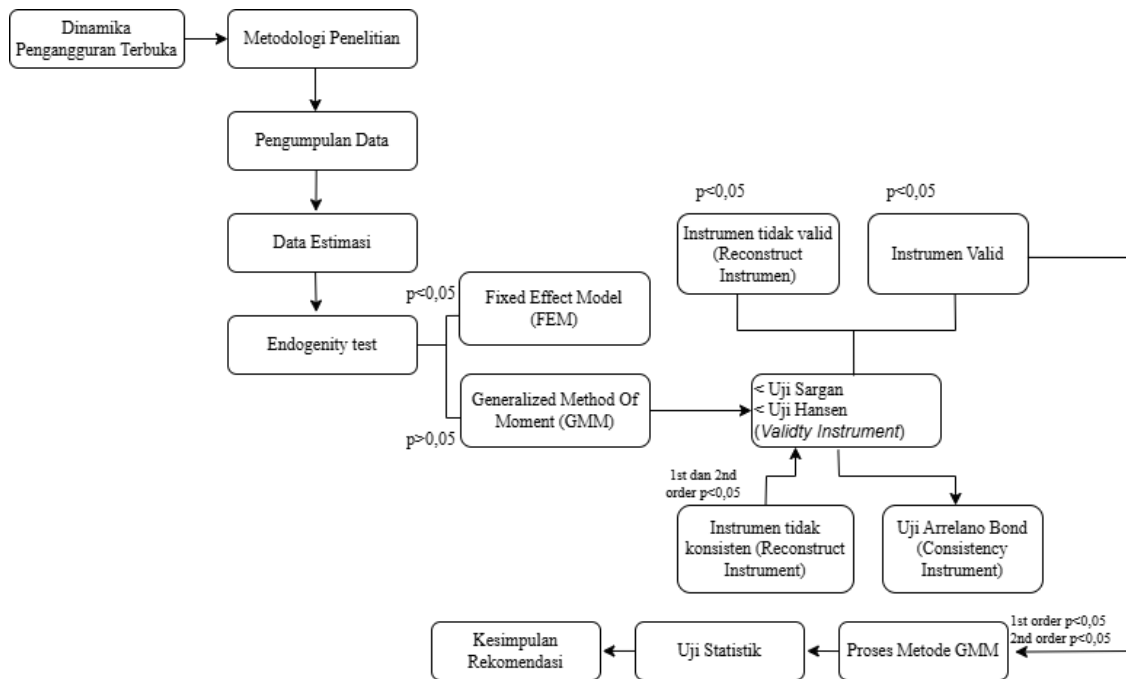 Dinamika
Pengangguran Terbuka
Metodologi Penelitian
Pengumpulan Data
Data Estimasi
Endogenity test
p<0,05
Fixed Effect Model
(FEM)
Generalized Method Of
Moment (GMM)
p>0,05
p<0,05
Instrumen tidak valid
(Reconstruct
Instrumen)
p<0,05
Instrumen Valid
< Uji Sargan
< Uji Hansen
(Validty Instrument)
1st dan 2nd
order p<0,05
Instrumen tidak
konsisten (Reconstruct
Instrument)
Uji Arrelano Bond
(Consistency
Instrument)
1st order p<0,05
2nd order p<0,05
Proses Metode GMM
Uji Statistik
Kesimpulan
Rekomendasi